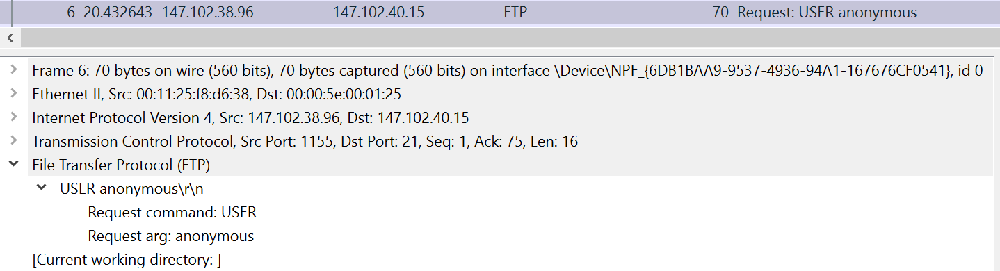 6 20.432643 147.102.38.96 147.102.40.15 FTP 70 Request: USER anonymous
Frame 6: 70 bytes on wire (560 bits), 70 bytes captured (560 bits) on interface \Device\NPF_{6DB1BAA9-9537-4936-94A1-167676CF0541}, id 0
Ethernet II, Src: 00:11:25:f8:d6:38, Dst: 00:00:5e:00:01:25
Internet Protocol Version 4, Src: 147.102.38.96, Dst: 147.102.40.15
Transmission Control Protocol, Src Port: 1155, Dst Port: 21, Seq: 1, Ack: 75, Len: 16
File Transfer Protocol (FTP)
USER anonymous\r\n
Request command: USER
Request arg: anonymous
[Current working directory: ]